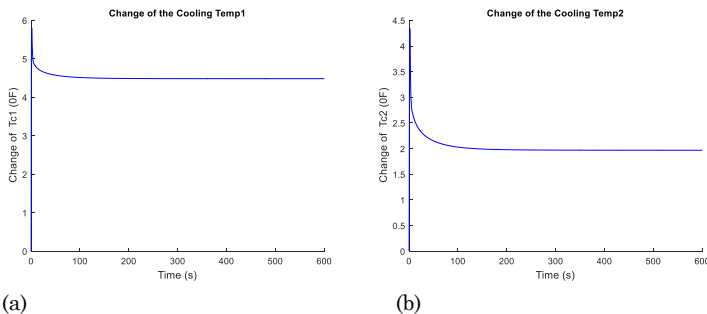 Change of the Cooling Temp1
6
5
4
3
2
1
0
Change of Tc1 (0F)
0 100 200 300 400 500 600
Time (s)
(a)
Change of the Cooling Temp2
4.5
4
3.5
3
2.5
2
1.5
1
0.5
0
Change of Tc2 (0F)
0 100 200 300 400 500 600
Time (s)
(b)